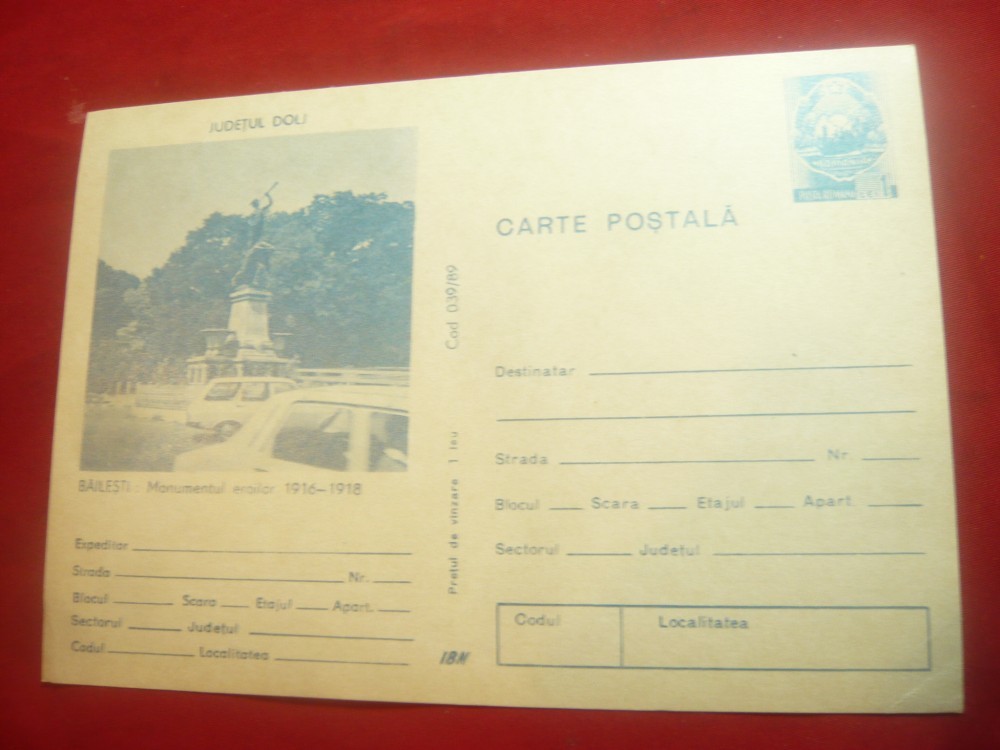 JUDEȚUL DOLJ
BĂILEȘTI : Monumentul eroilor 1916-1918
Expeditor
Strada Nr.
Blocul Scara Etajul Apart.
Sectorul Județul
Codul Localitatea
Cod 039/89
Prețul de vînzare 1 leu
IBN
CARTE POȘTALĂ
1
Destinatar
Strada Nr.
Blocul Scara Etajul Apart.
Sectorul Județul
Codul Localitatea